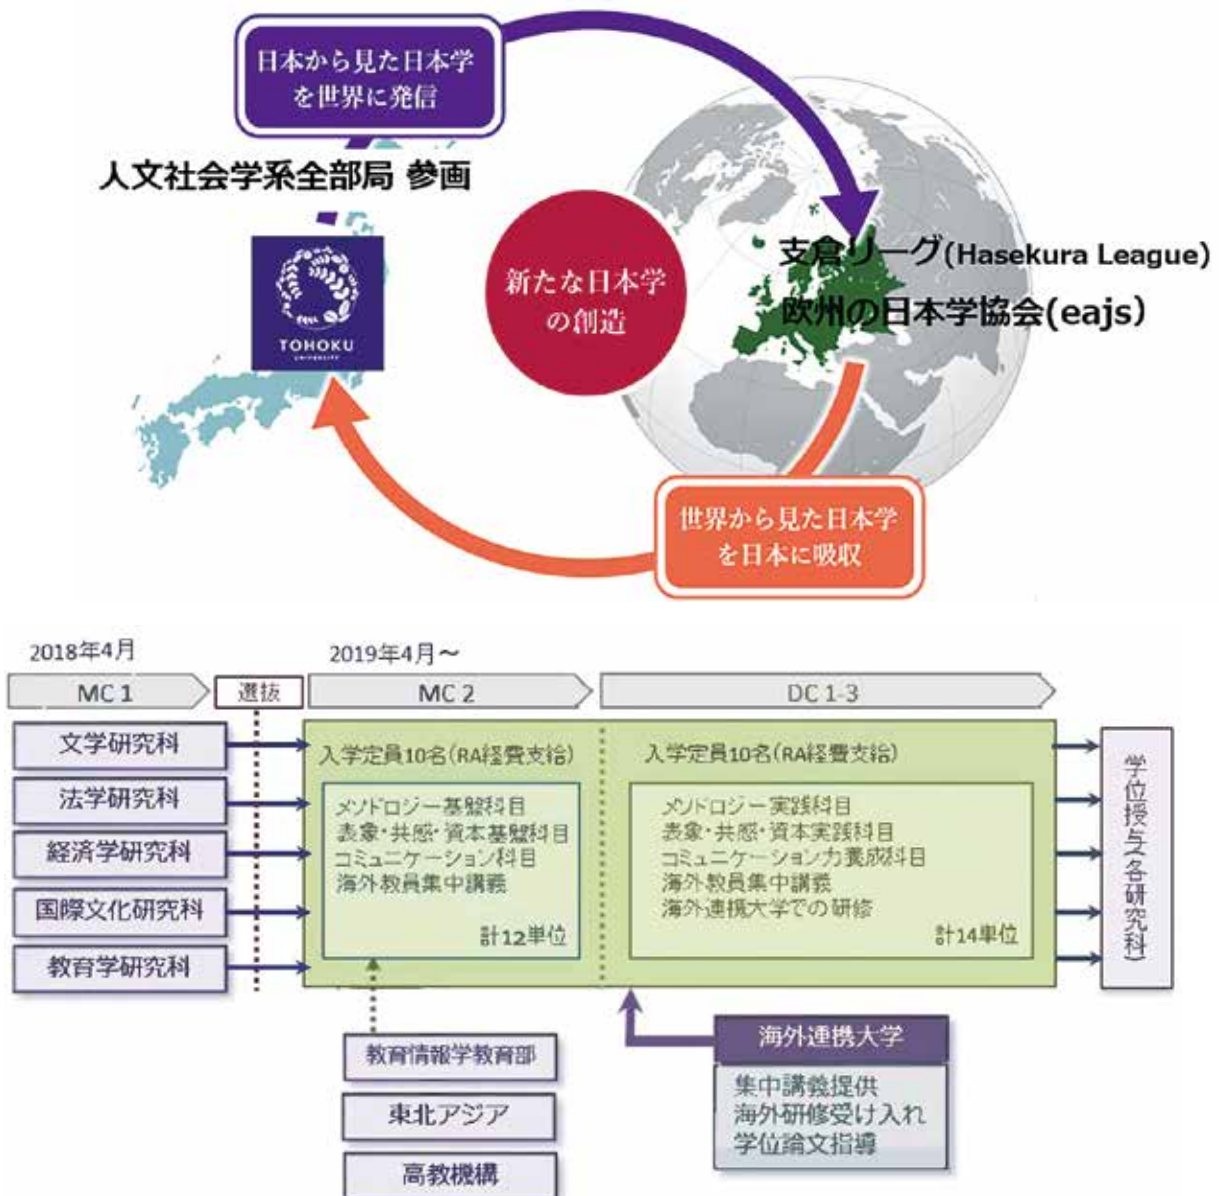 日本から見た日本学
を世界に発信
人文社会学系全部局 参画
TOHOKU
UNIVERSITY
新たな日本学
の創造
支倉リーグ(Hasekura League)
欧州の日本学協会(eajs)
世界から見た日本学
を日本に吸収
2018年4月
2019年4月～
MC 1
選抜
MC 2
DC 1-3
文学研究科
法学研究科
経済学研究科
国際文化研究科
教育学研究科
入学定員10名(RA経費支給)
メソドロジー基盤科目
表象・共感・資本基盤科目
コミュニケーション科目
海外教員集中講義
計12単位
入学定員10名(RA経費支給)
メソドロジー実践科目
表象・共感・資本実践科目
コミュニケーション力養成科目
海外教員集中講義
海外連携大学での研修
計14単位
学位授与(各研究科)
教育情報学教育部
東北アジア
高教機構
海外連携大学
集中講義提供
海外研修受け入れ
学位論文指導